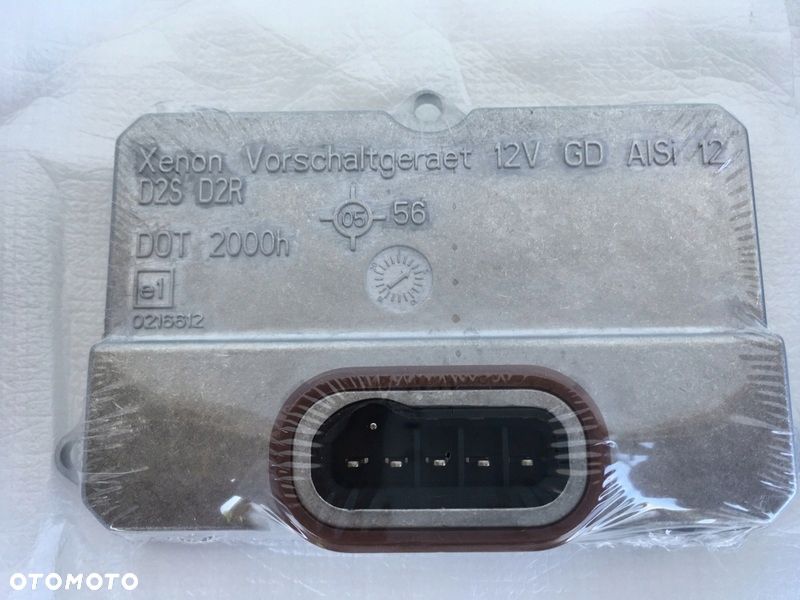 Xenon Vorschaltgeraet 12V GD AlSi 12
D2S D2R
05 56
DOT 2000h
e1
0216612
OTOMOTO